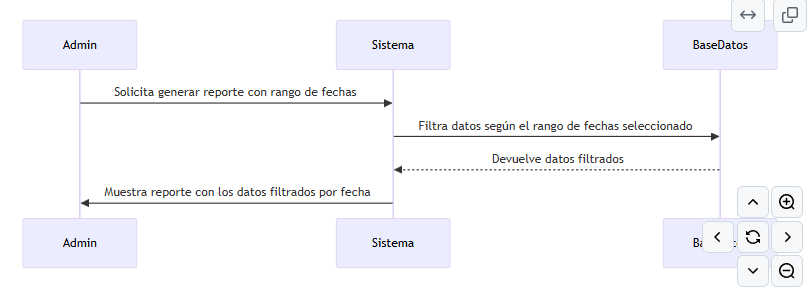 Admin
Sistema
BaseDatos
Solicita generar reporte con rango de fechas
Filtra datos según el rango de fechas seleccionado
Devuelve datos filtrados
Muestra reporte con los datos filtrados por fecha
Admin
Sistema